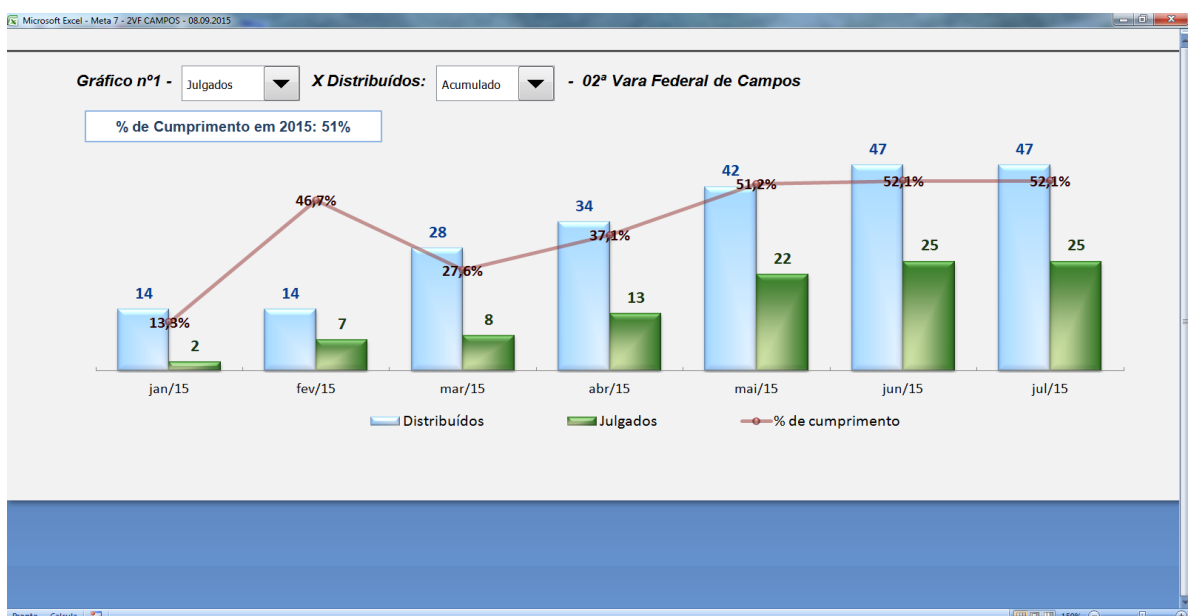 Microsoft Excel - Meta 7 - 2VF CAMPOS - 08.09.2015
Gráfico nº1 - Julgados X Distribuídos: Acumulado - 02ª Vara Federal de Campos
% de Cumprimento em 2015: 51%
14 2 13,3%
14 7 46,7%
28 8 27,6%
34 13 37,1%
42 22 51,2%
47 25 52,1%
47 25 52,1%
jan/15 fev/15 mar/15 abr/15 mai/15 jun/15 jul/15
Distribuídos Julgados % de cumprimento
Pronto Calcula 150%